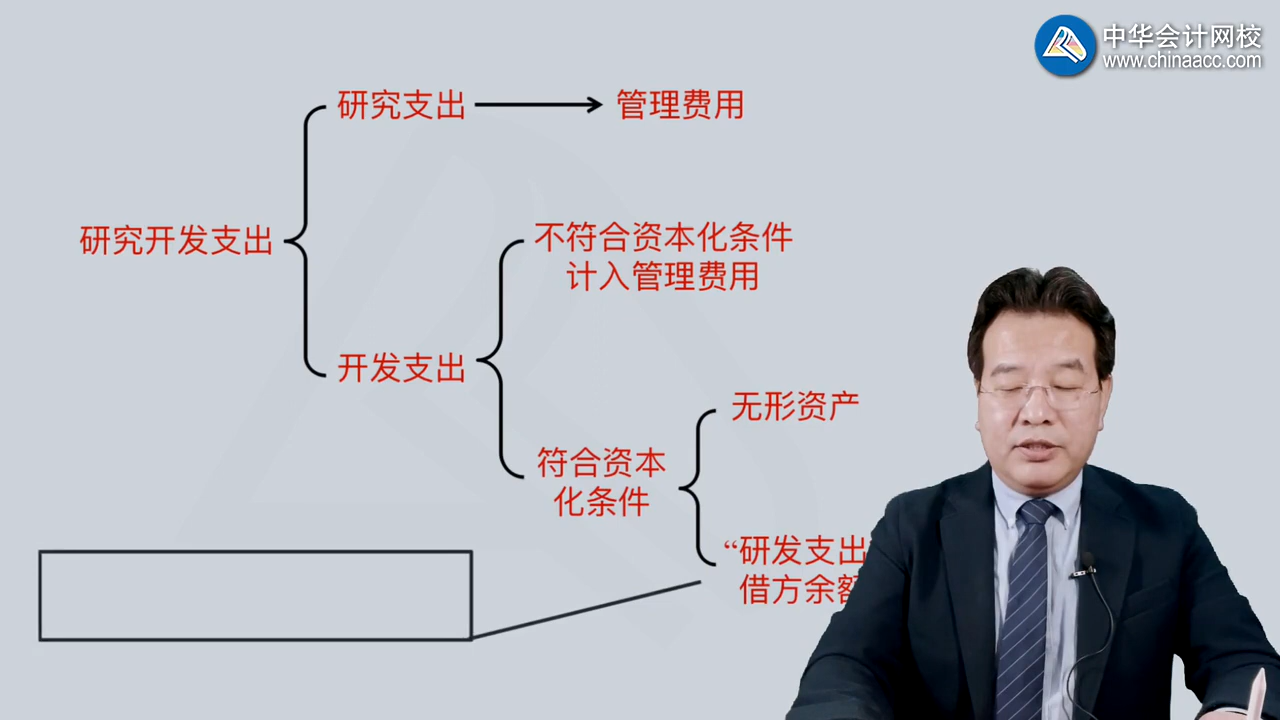 中华会计网校
www.chinaacc.com
研究支出
管理费用
研究开发支出
不符合资本化条件
计入管理费用
开发支出
无形资产
符合资本
化条件
“研发支出
借方余额